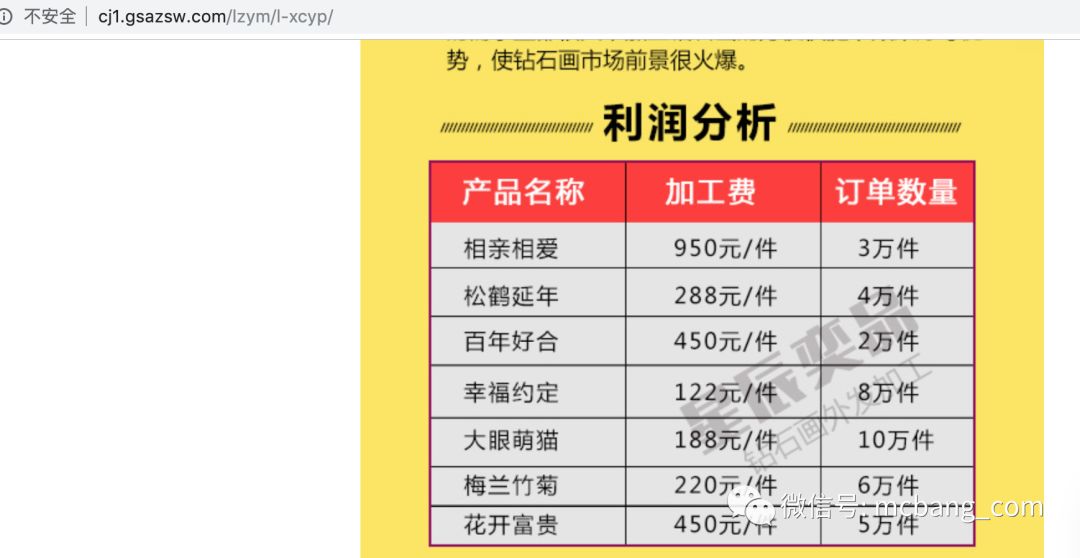 不安全 | cj1.gsazsw.com/lzym/l-xcyp/
势，使钻石画市场前景很火爆。
利润分析
产品名称 加工费 订单数量
相亲相爱 950元/件 3万件
松鹤延年 288元/件 4万件
百年好合 450元/件 2万件
幸福约定 122元/件 8万件
大眼萌猫 188元/件 10万件
梅兰竹菊 220元/件 6万件
花开富贵 450元/件 5万件
星辰奕品
钻石画外发加工
微信号: mcbang_com